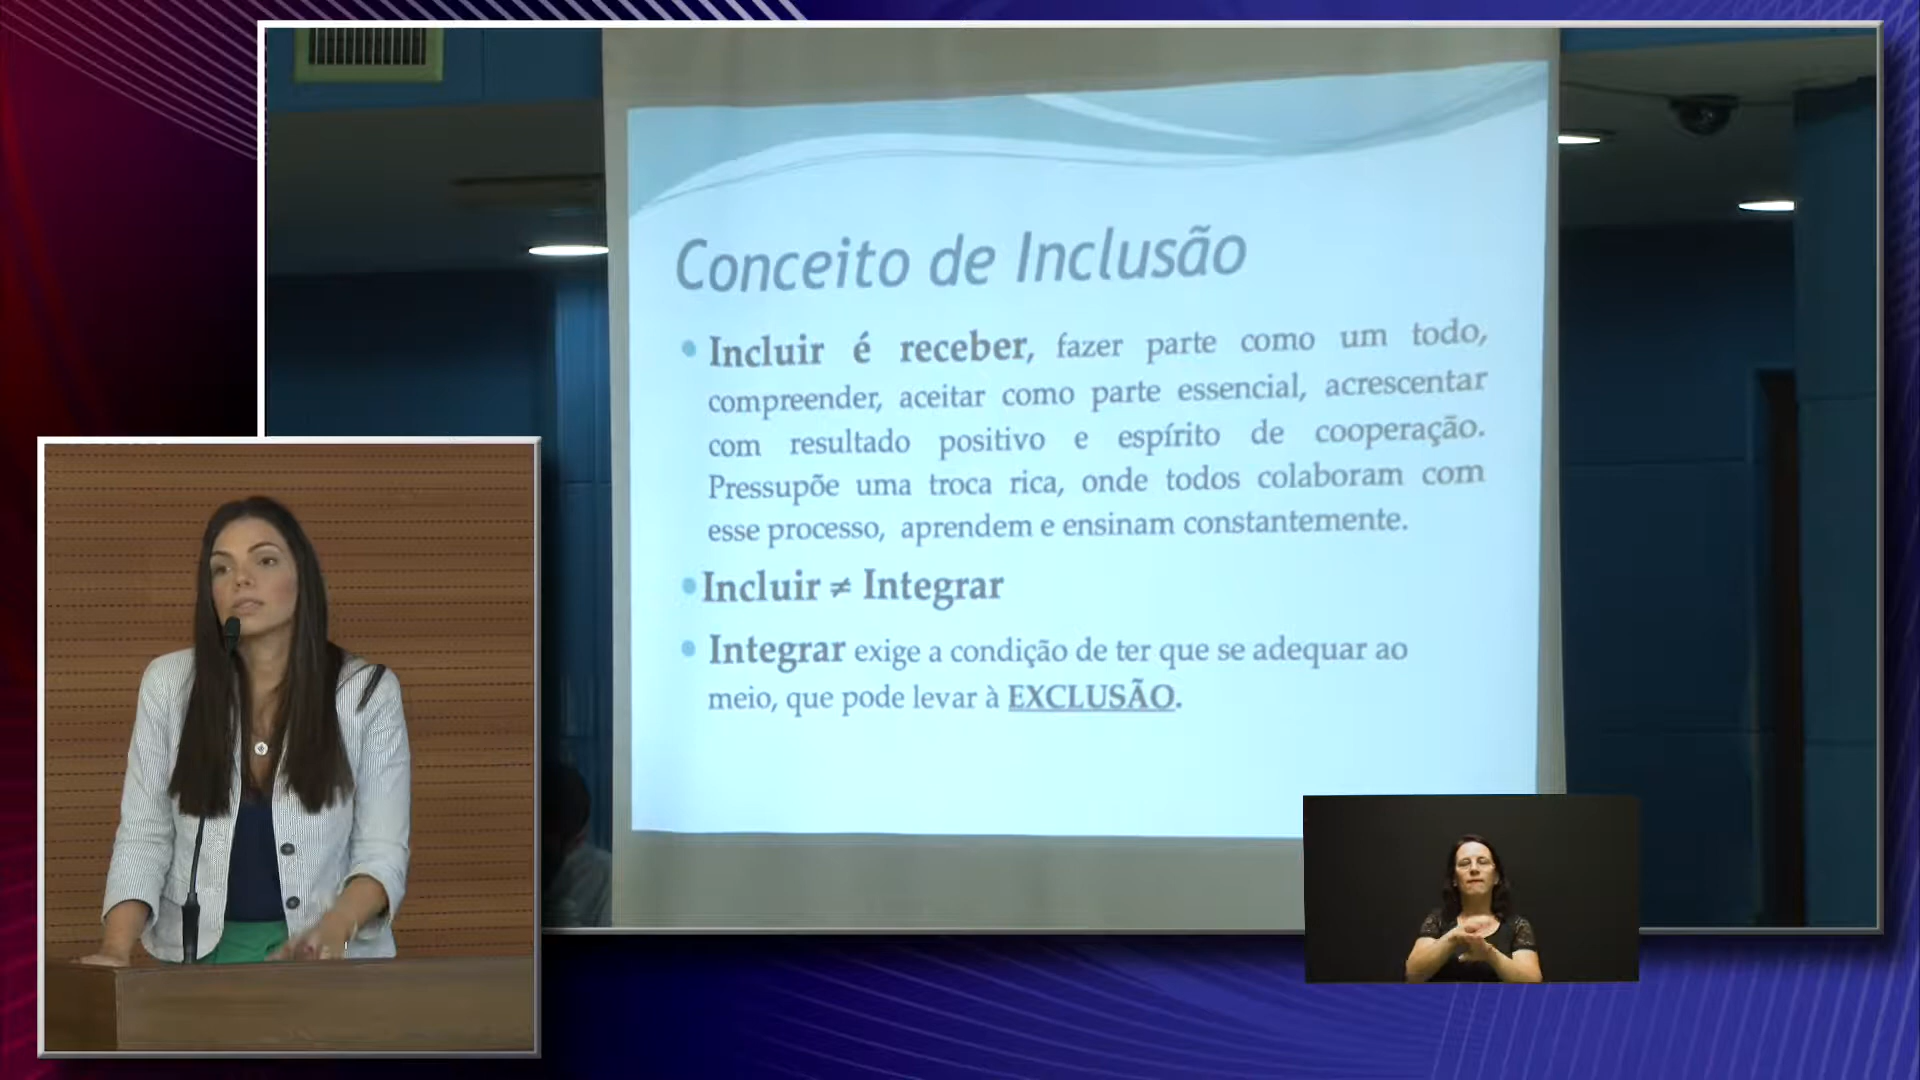 Conceito de Inclusão
• Incluir é receber, fazer parte como um todo,
compreender, aceitar como parte essencial, acrescentar
com resultado positivo e espírito de cooperação.
Pressupõe uma troca rica, onde todos colaboram com
esse processo, aprendem e ensinam constantemente.
• Incluir ≠ Integrar
• Integrar exige a condição de ter que se adequar ao
meio, que pode levar à EXCLUSÃO.